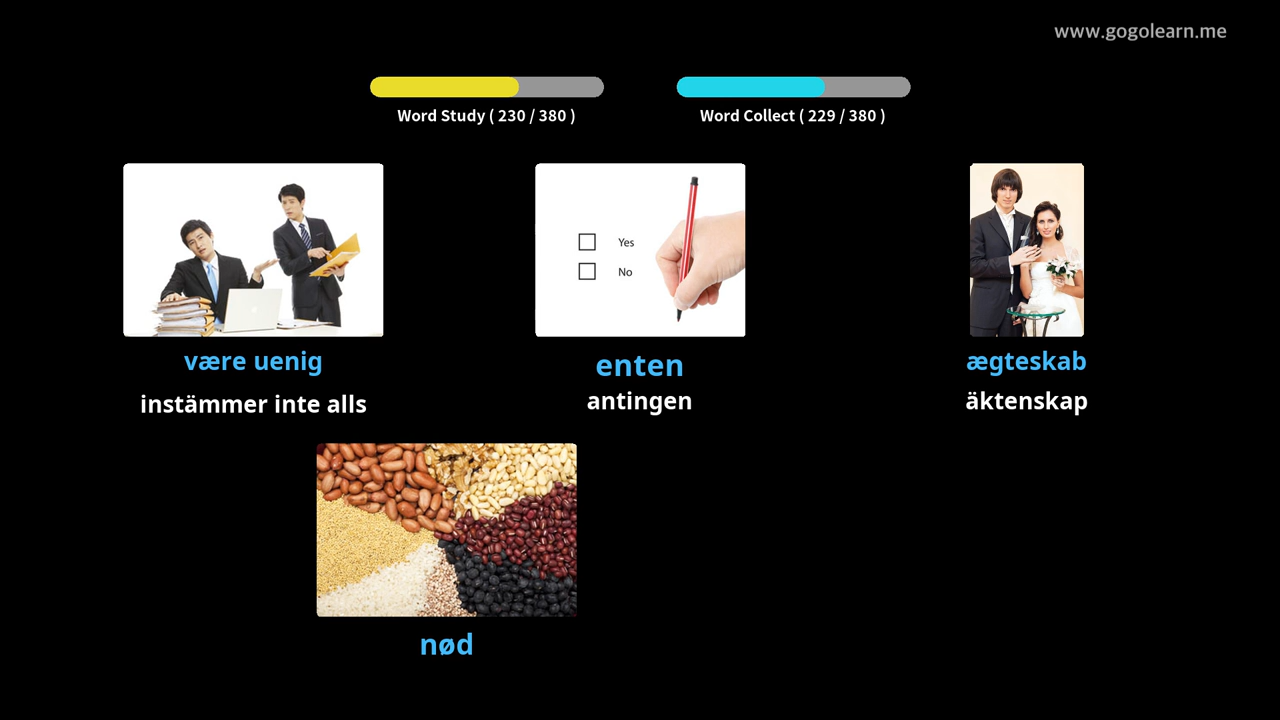 www.gogolearn.me
Word Study ( 230 / 380 )
Word Collect ( 229 / 380 )
Yes
No
være uenig
enten
ægteskab
instämmer inte alls
antingen
äktenskap
nød